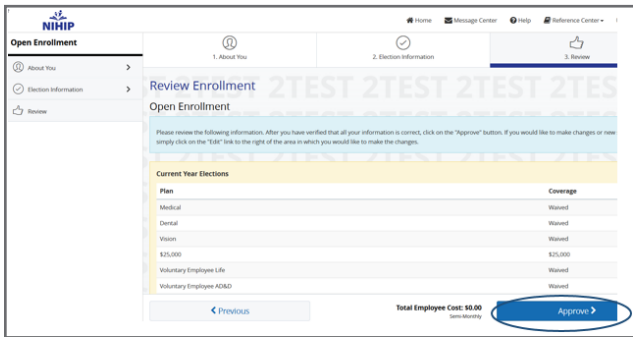 NIHIP
Home Message Center Help Reference Center
Open Enrollment
1. About You
2. Election Information
3. Review
About You
Election Information
Review
2TEST 2TEST 2TEST 2TES
Review Enrollment
Open Enrollment
Please review the following information. After you have verified that all your information is correct, click on the "Approve" button. If you would like to make changes or new
simply click on the "Edit" link to the right of the area in which you would like to make the changes.
Current Year Elections
Plan Coverage
Medical Waived
Dental Waived
Vision Waived
$25,000 $25,000
Voluntary Employee Life Waived
Voluntary Employee AD&D Waived
Previous
Total Employee Cost: $0.00
Semi-Monthly
Approve